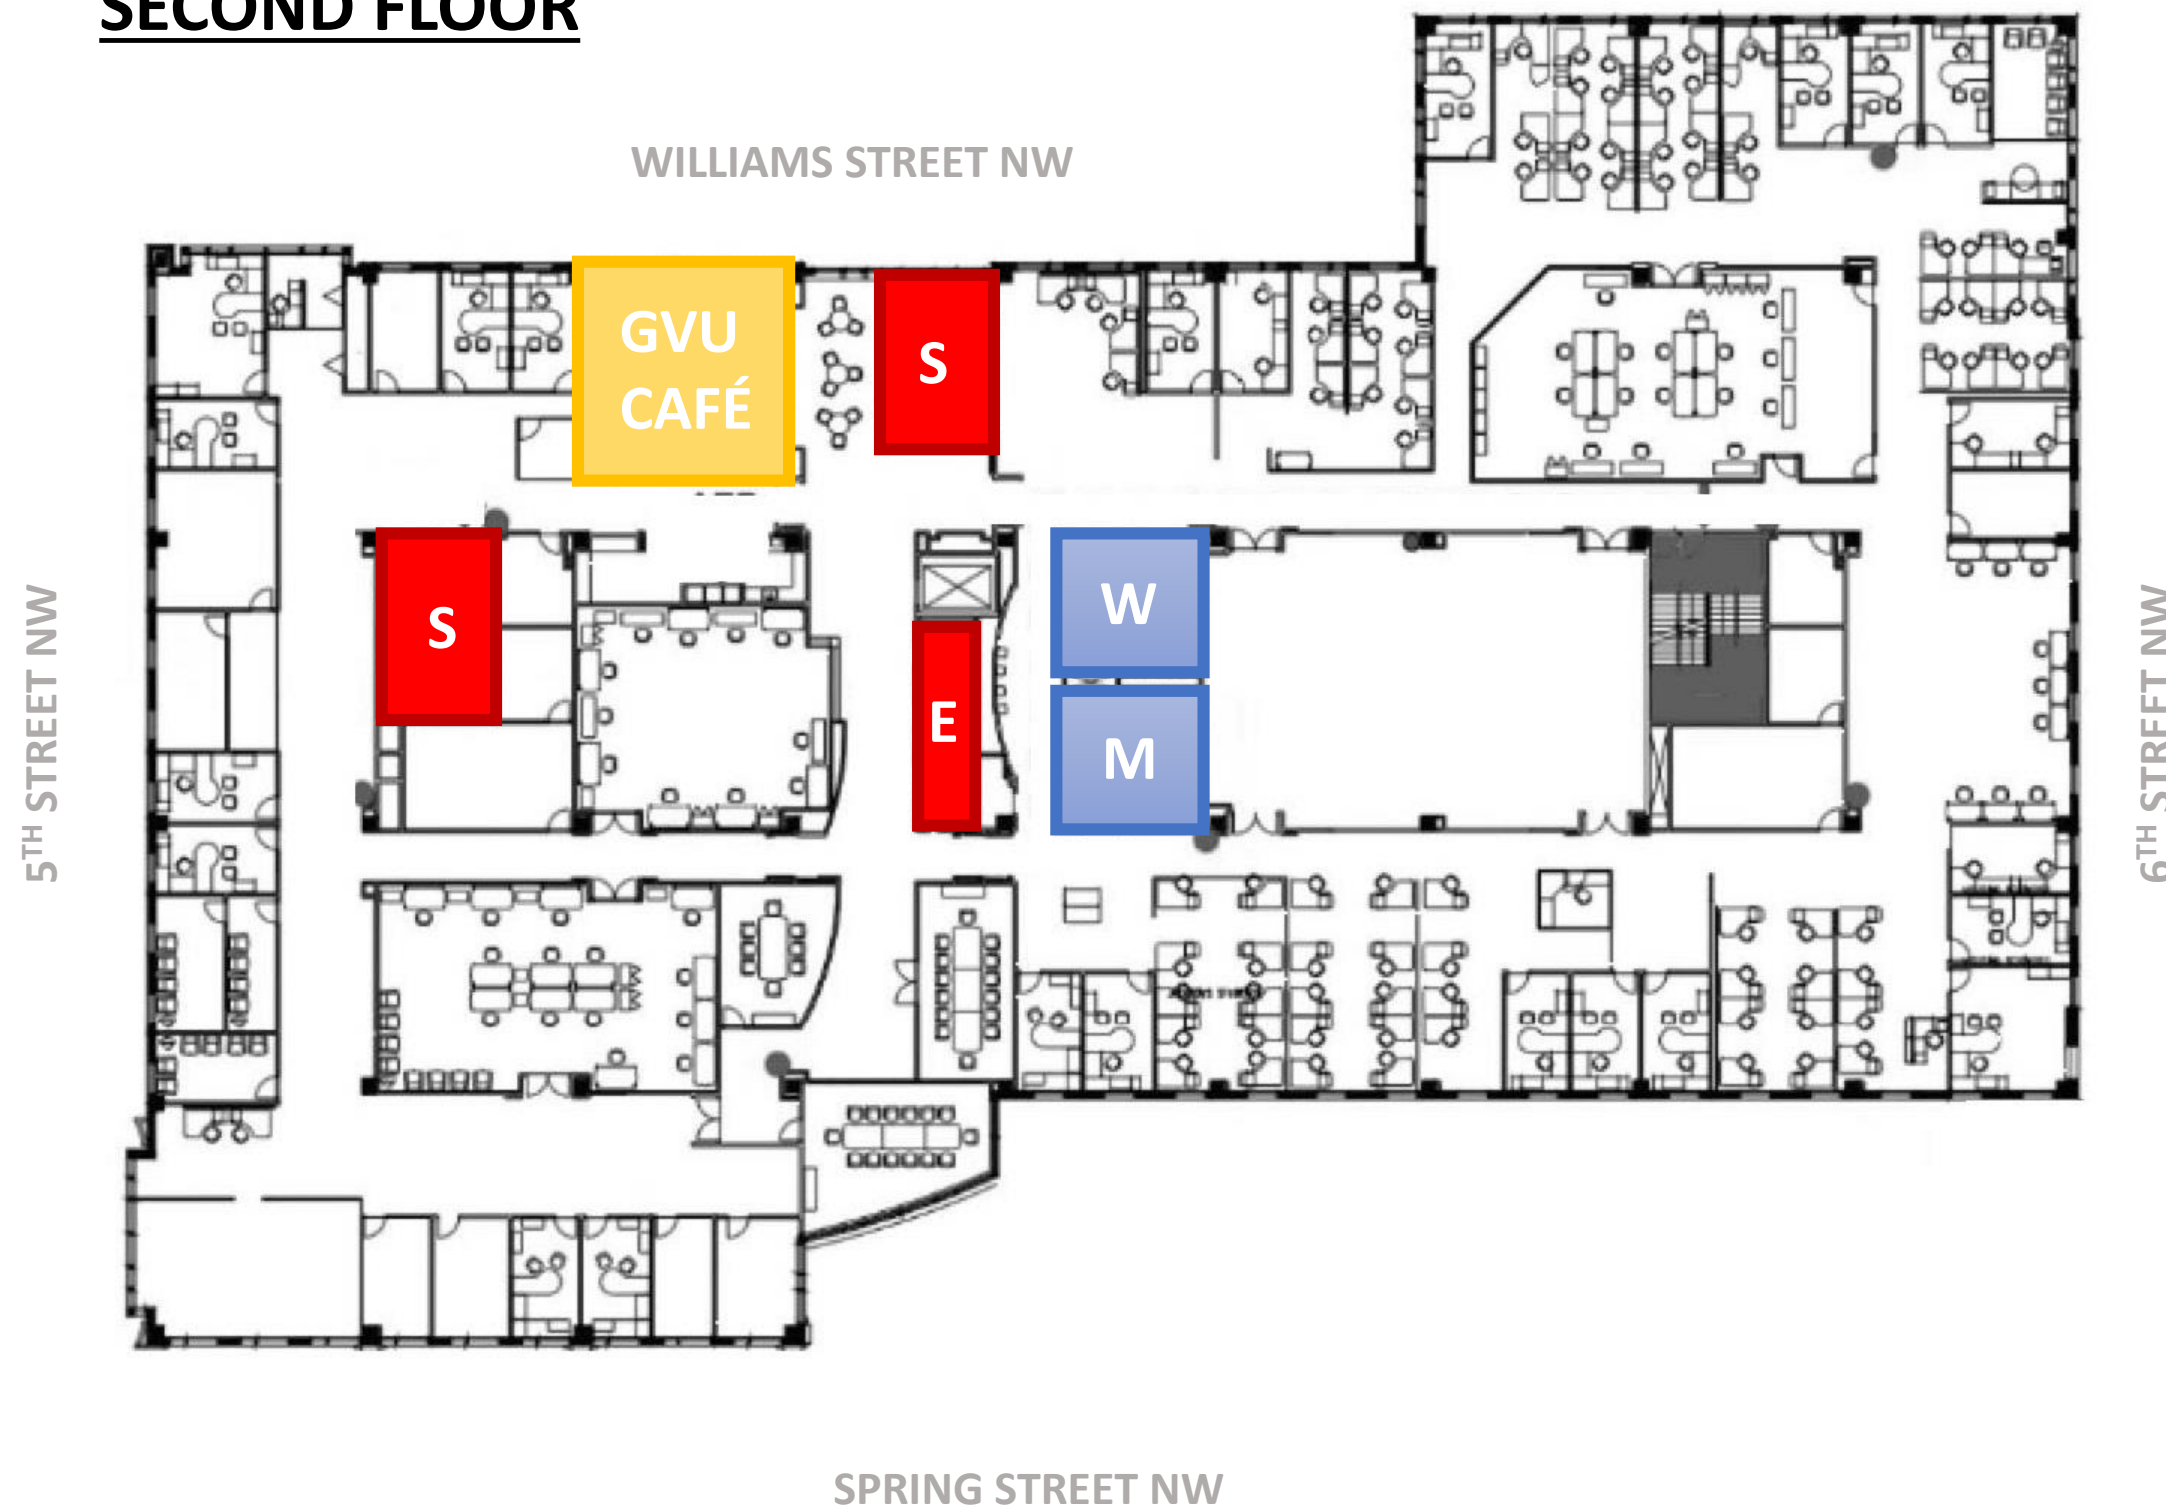 SECOND FLOOR
WILLIAMS STREET NW
GVU
CAFÉ
S
S
W
E
M
5TH STREET NW
6TH STREET NW
SPRING STREET NW